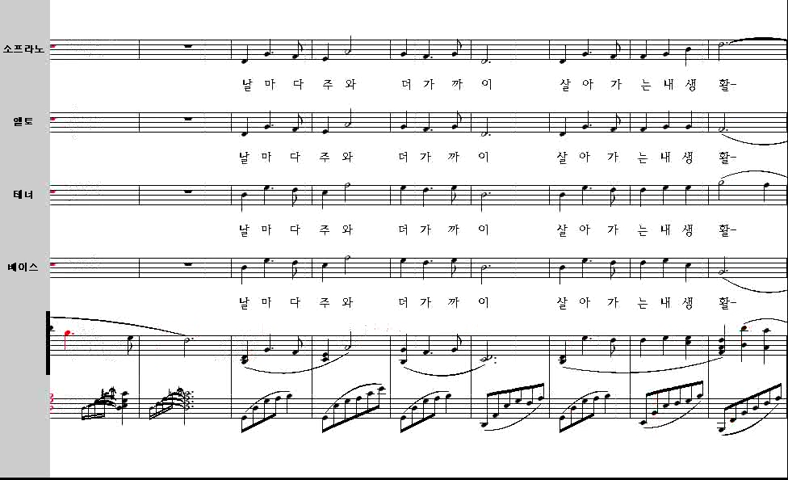 소프라노
날 마 다 주 와 더 가 까 이 살 아 가 는 내 생 활-
앨토
날 마 다 주 와 더 가 까 이 살 아 가 는 내 생 활-
테너
날 마 다 주 와 더 가 까 이 살 아 가 는 내 생 활-
베이스
날 마 다 주 와 더 가 까 이 살 아 가 는 내 생 활-